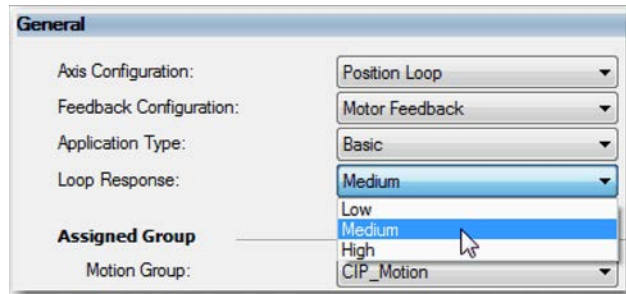 General
Axis Configuration: Position Loop
Feedback Configuration: Motor Feedback
Application Type: Basic
Loop Response: Medium
Low
Medium
High
Assigned Group
Motion Group: CIP_Motion